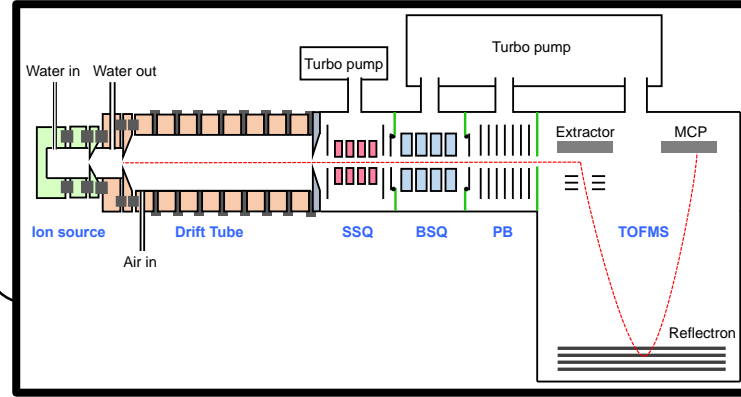 Turbo pump
Turbo pump
Water in
Water out
Extractor
MCP
Ion source
Drift Tube
SSQ
BSQ
PB
TOFMS
Air in
Reflectron